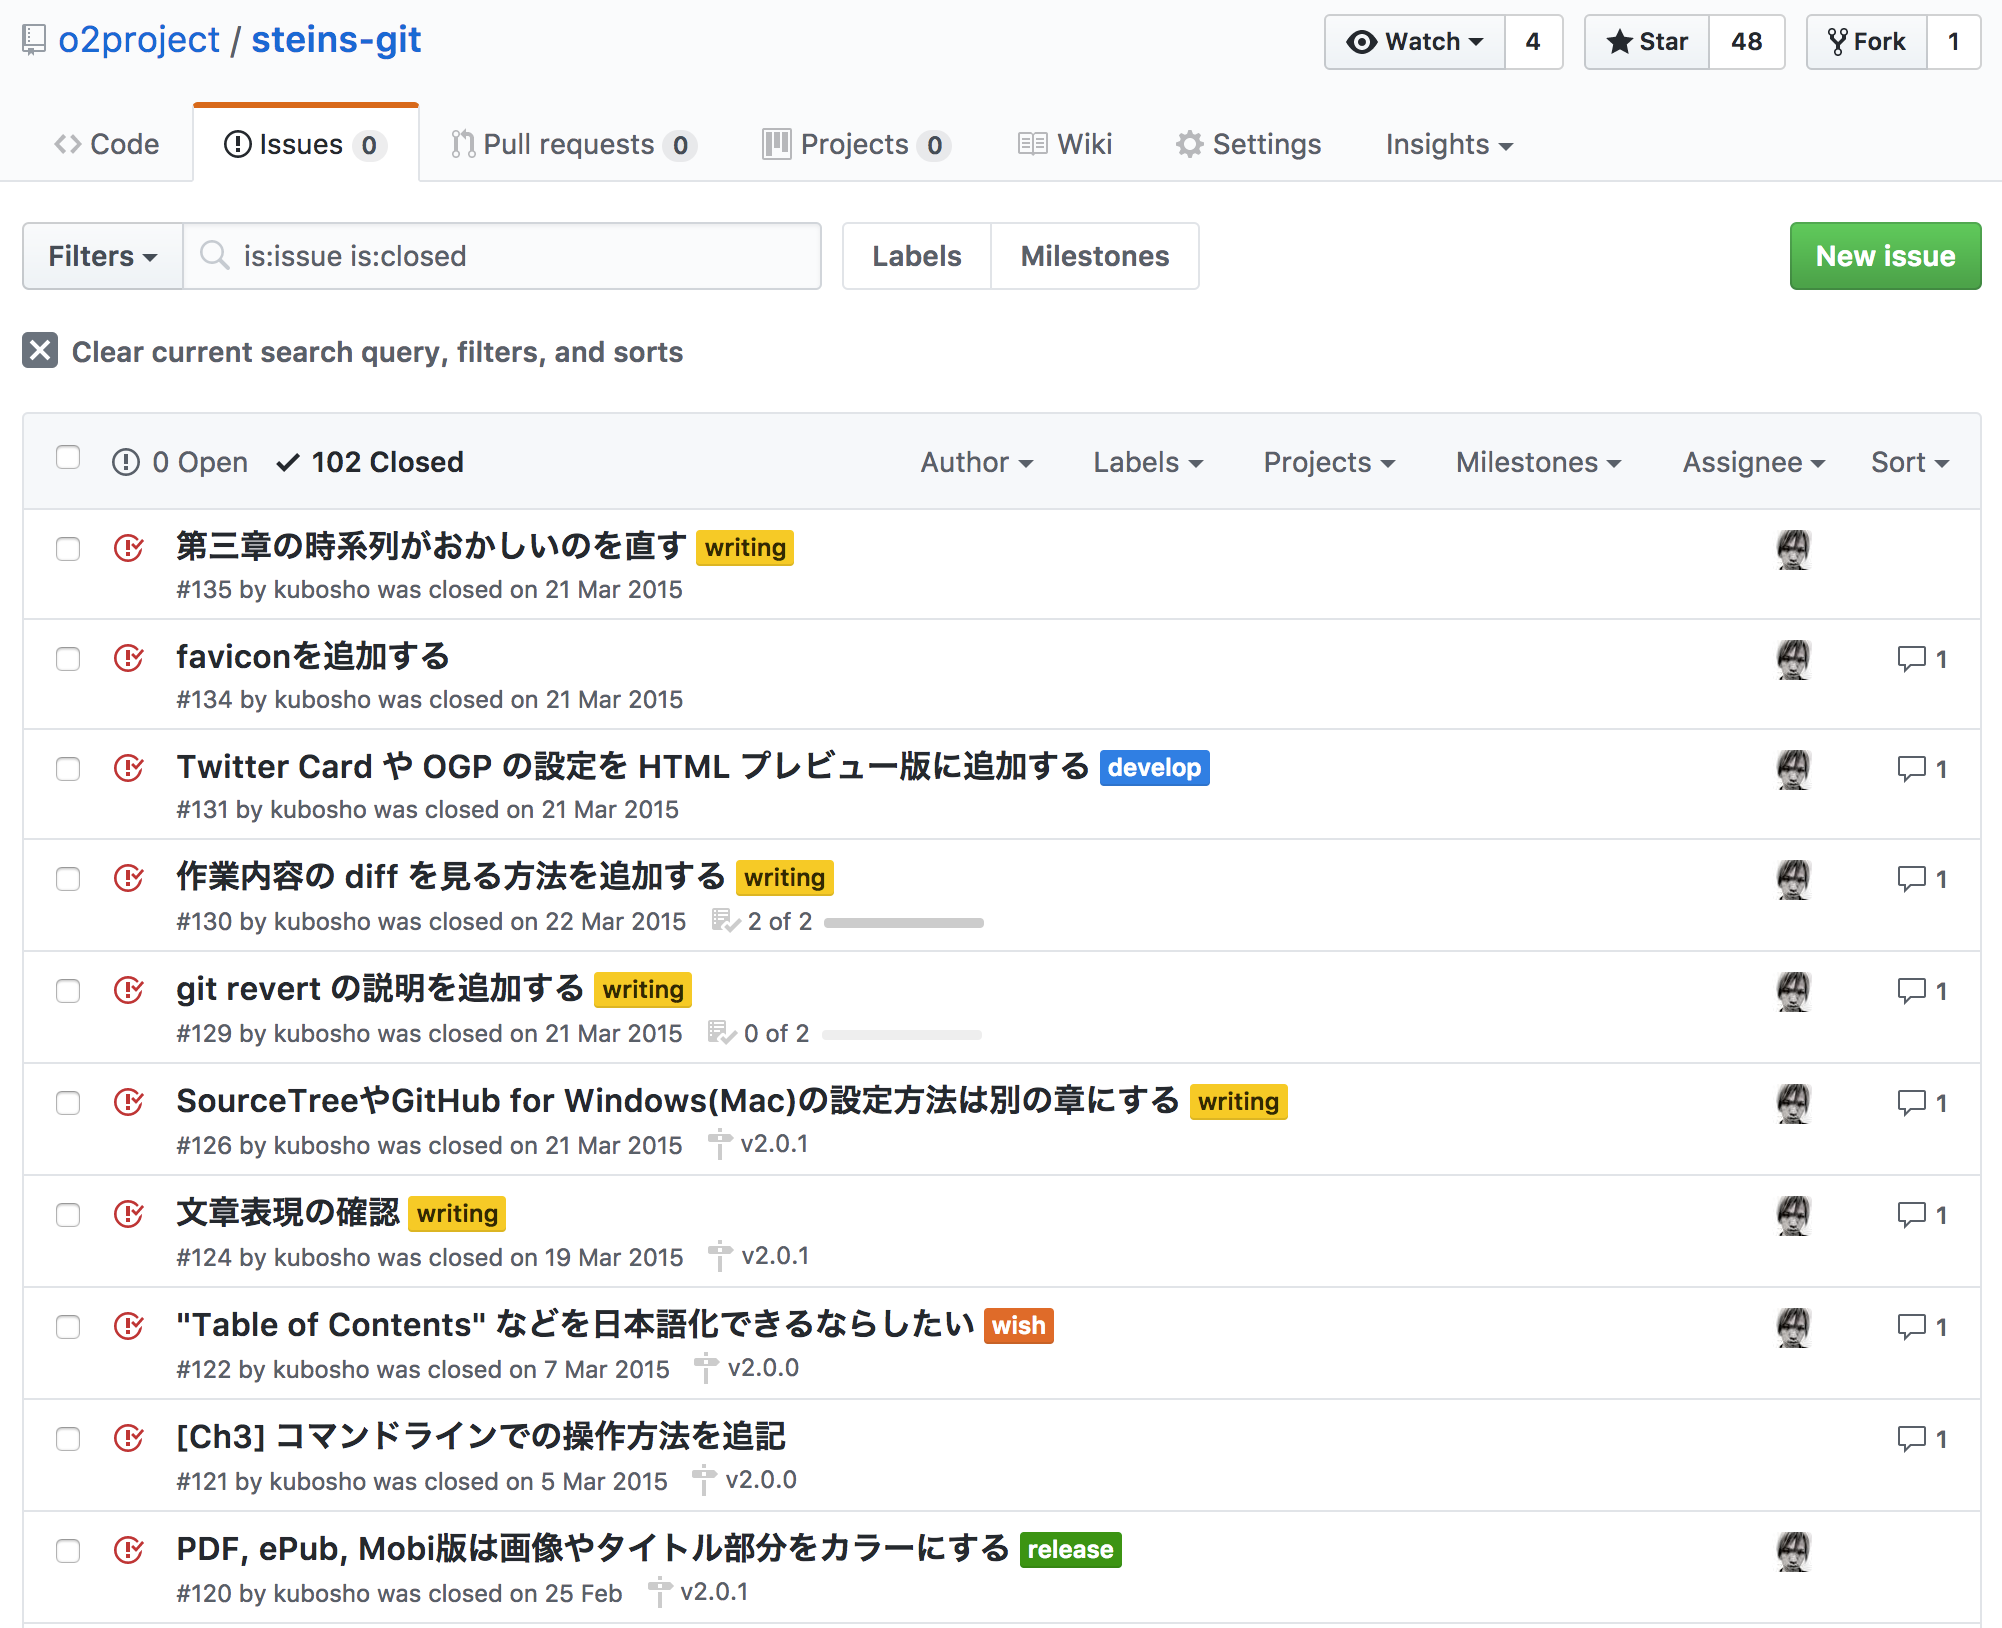 o2project / steins-git
Watch 4 Star 48 Fork 1
Code Issues 0 Pull requests 0 Projects 0 Wiki Settings Insights
Filters is:issue is:closed Labels Milestones New issue
Clear current search query, filters, and sorts
0 Open 102 Closed Author Labels Projects Milestones Assignee Sort
第三章の時系列がおかしいのを直す writing
#135 by kubosho was closed on 21 Mar 2015
faviconを追加する 1
#134 by kubosho was closed on 21 Mar 2015
Twitter Card や OGP の設定を HTML プレビュー版に追加する develop 1
#131 by kubosho was closed on 21 Mar 2015
作業内容の diff を見る方法を追加する writing 1
#130 by kubosho was closed on 22 Mar 2015 2 of 2
git revert の説明を追加する writing 1
#129 by kubosho was closed on 21 Mar 2015 0 of 2
SourceTreeやGitHub for Windows(Mac)の設定方法は別の章にする writing 1
#126 by kubosho was closed on 21 Mar 2015 v2.0.1
文章表現の確認 writing 1
#124 by kubosho was closed on 19 Mar 2015 v2.0.1
"Table of Contents" などを日本語化できるならしたい wish 1
#122 by kubosho was closed on 7 Mar 2015 v2.0.0
[Ch3] コマンドラインでの操作方法を追記 1
#121 by kubosho was closed on 5 Mar 2015 v2.0.0
PDF, ePub, Mobi版は画像やタイトル部分をカラーにする release
#120 by kubosho was closed on 25 Feb v2.0.1